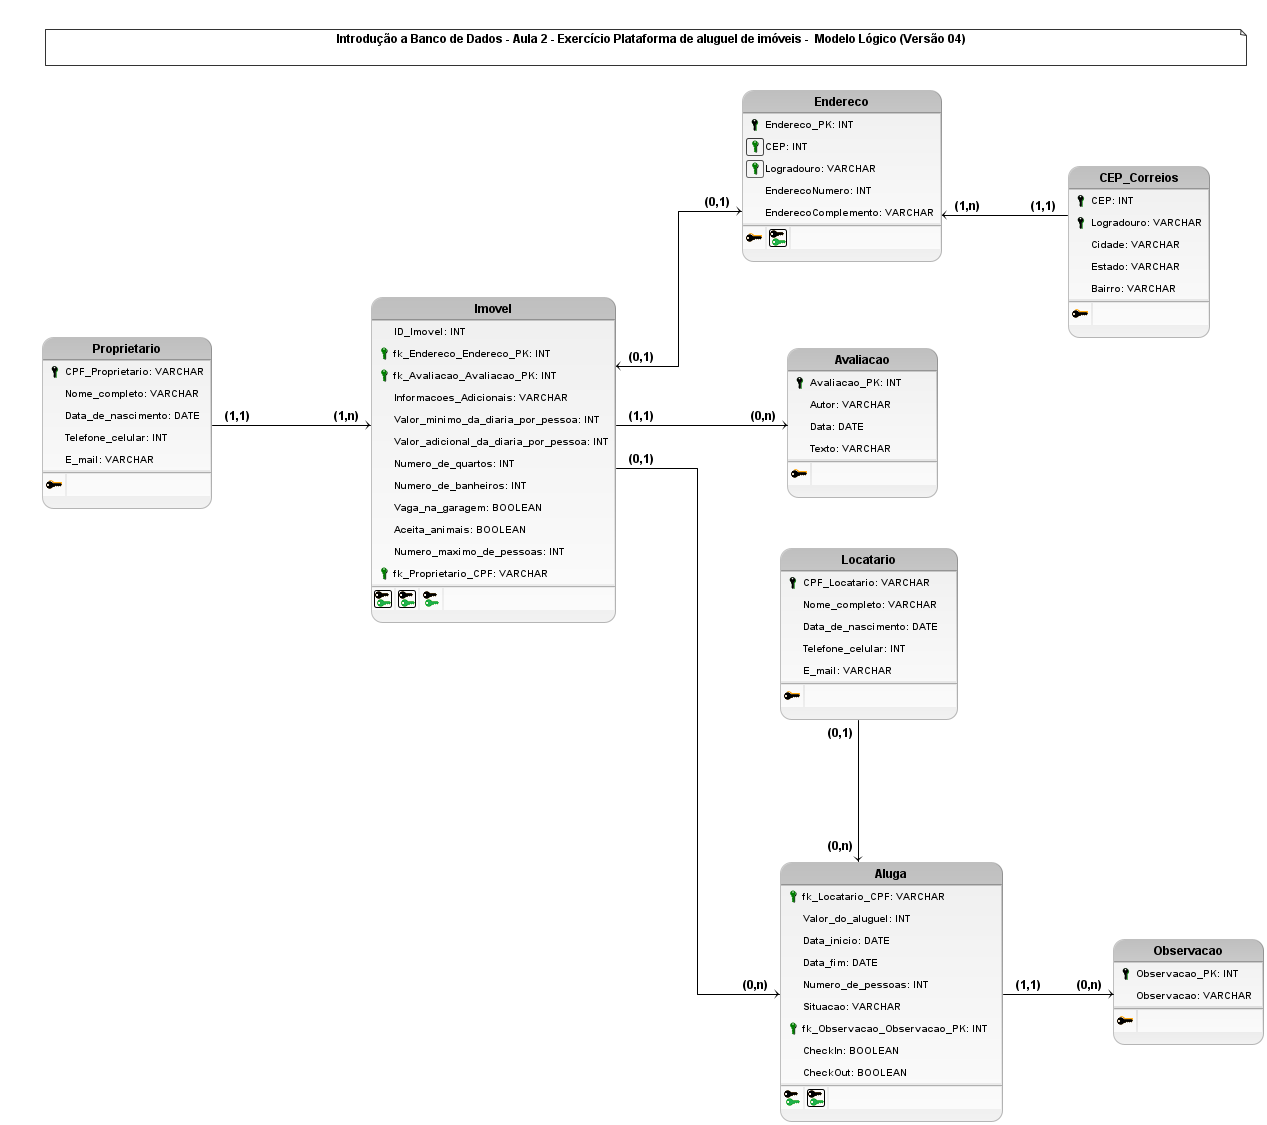 Introdução a Banco de Dados - Aula 2 - Exercício Plataforma de aluguel de imóveis -  Modelo Lógico (Versão 04)
Endereco
Endereco_PK: INT
CEP: INT
Logradouro: VARCHAR
EnderecoNumero: INT
EnderecoComplemento: VARCHAR
(0,1)
(1,n)
(1,1)
CEP_Correios
CEP: INT
Logradouro: VARCHAR
Cidade: VARCHAR
Estado: VARCHAR
Bairro: VARCHAR
Proprietario
CPF_Proprietario: VARCHAR
Nome_completo: VARCHAR
Data_de_nascimento: DATE
Telefone_celular: INT
E_mail: VARCHAR
(1,1)
(1,n)
Imovel
ID_Imovel: INT
fk_Endereco_Endereco_PK: INT
fk_Avaliacao_Avaliacao_PK: INT
Informacoes_Adicionais: VARCHAR
Valor_minimo_da_diaria_por_pessoa: INT
Valor_adicional_da_diaria_por_pessoa: INT
Numero_de_quartos: INT
Numero_de_banheiros: INT
Vaga_na_garagem: BOOLEAN
Aceita_animais: BOOLEAN
Numero_maximo_de_pessoas: INT
fk_Proprietario_CPF: VARCHAR
(0,1)
(1,1)
(0,n)
(0,1)
Avaliacao
Avaliacao_PK: INT
Autor: VARCHAR
Data: DATE
Texto: VARCHAR
Locatario
CPF_Locatario: VARCHAR
Nome_completo: VARCHAR
Data_de_nascimento: DATE
Telefone_celular: INT
E_mail: VARCHAR
(0,1)
(0,n)
Aluga
fk_Locatario_CPF: VARCHAR
Valor_do_aluguel: INT
Data_inicio: DATE
Data_fim: DATE
Numero_de_pessoas: INT
Situacao: VARCHAR
fk_Observacao_Observacao_PK: INT
CheckIn: BOOLEAN
CheckOut: BOOLEAN
(0,n)
(1,1)
(0,n)
Observacao
Observacao_PK: INT
Observacao: VARCHAR